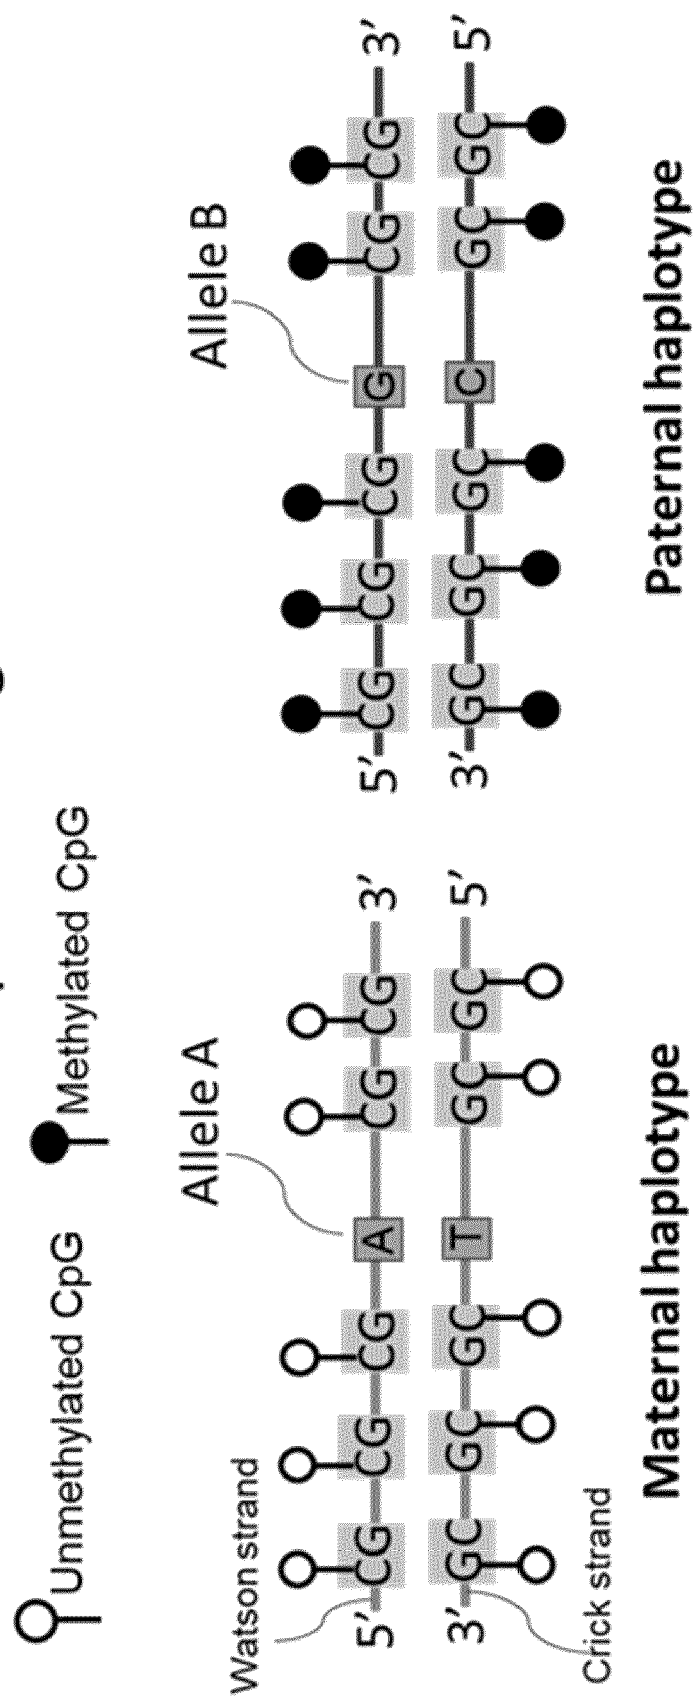 Unmethylated CpG Methylated CpG
Allele A Allele B
Watson strand
5' CG CG CG A CG CG 3' 5' CG CG CG G CG CG 3'
3' GC GC GC T GC GC 5' 3' GC GC GC C GC GC 5'
Crick strand
Maternal haplotype Paternal haplotype